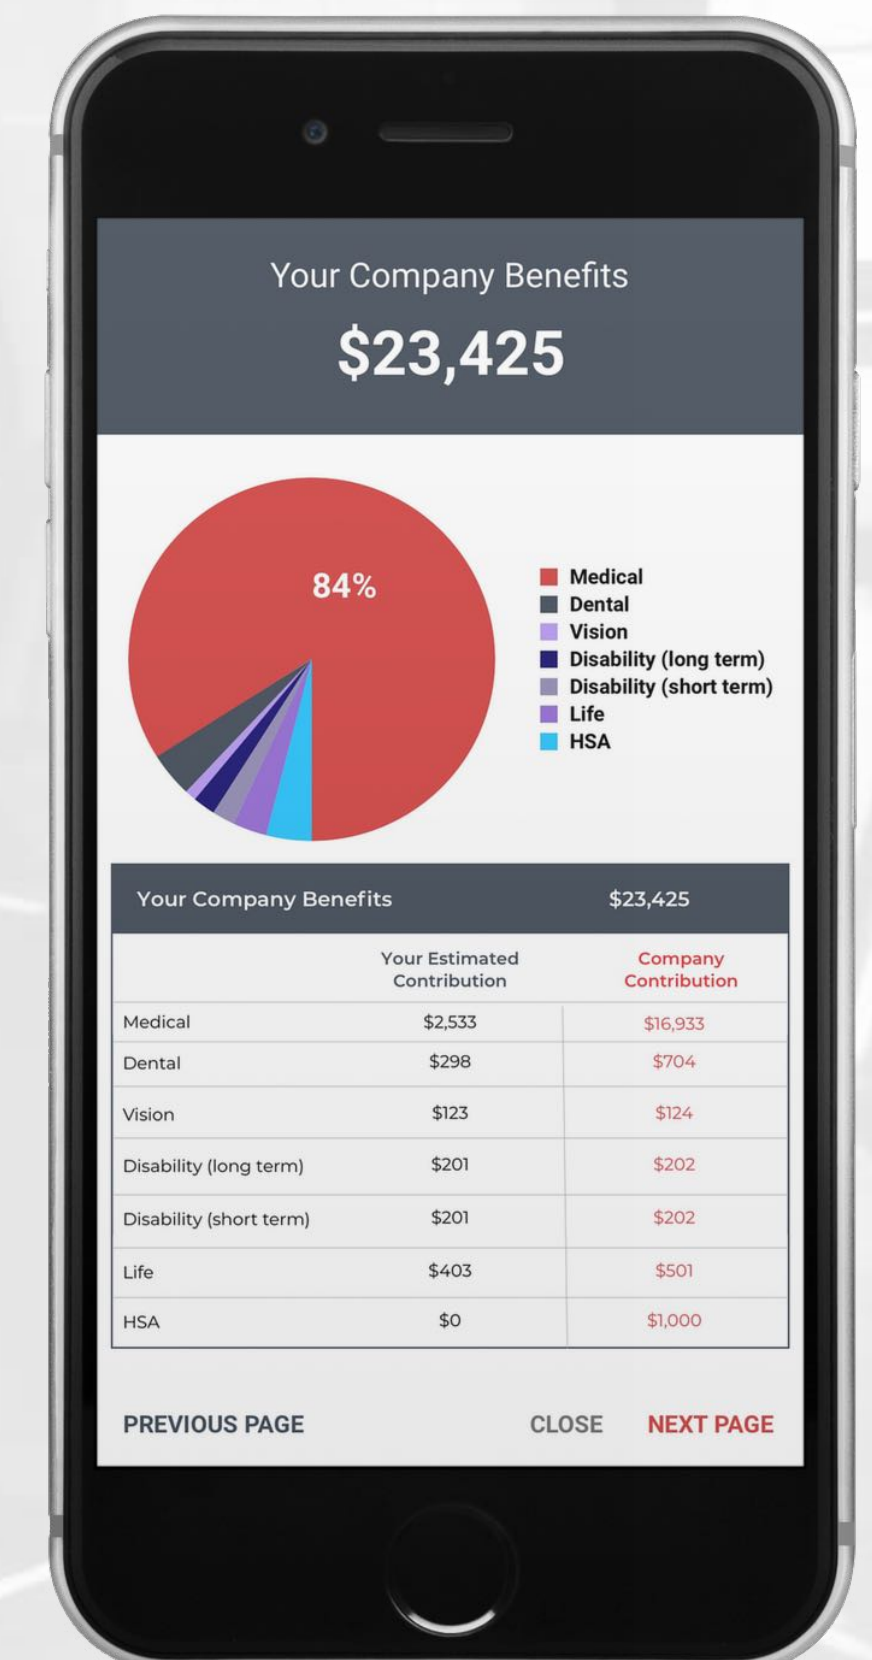 Your Company Benefits
$23,425
84%
Medical
Dental
Vision
Disability (long term)
Disability (short term)
Life
HSA
Your Company Benefits $23,425
Your Estimated Contribution Company Contribution
Medical $2,533 $16,933
Dental $298 $704
Vision $123 $124
Disability (long term) $201 $202
Disability (short term) $201 $202
Life $403 $501
HSA $0 $1,000
PREVIOUS PAGE CLOSE NEXT PAGE